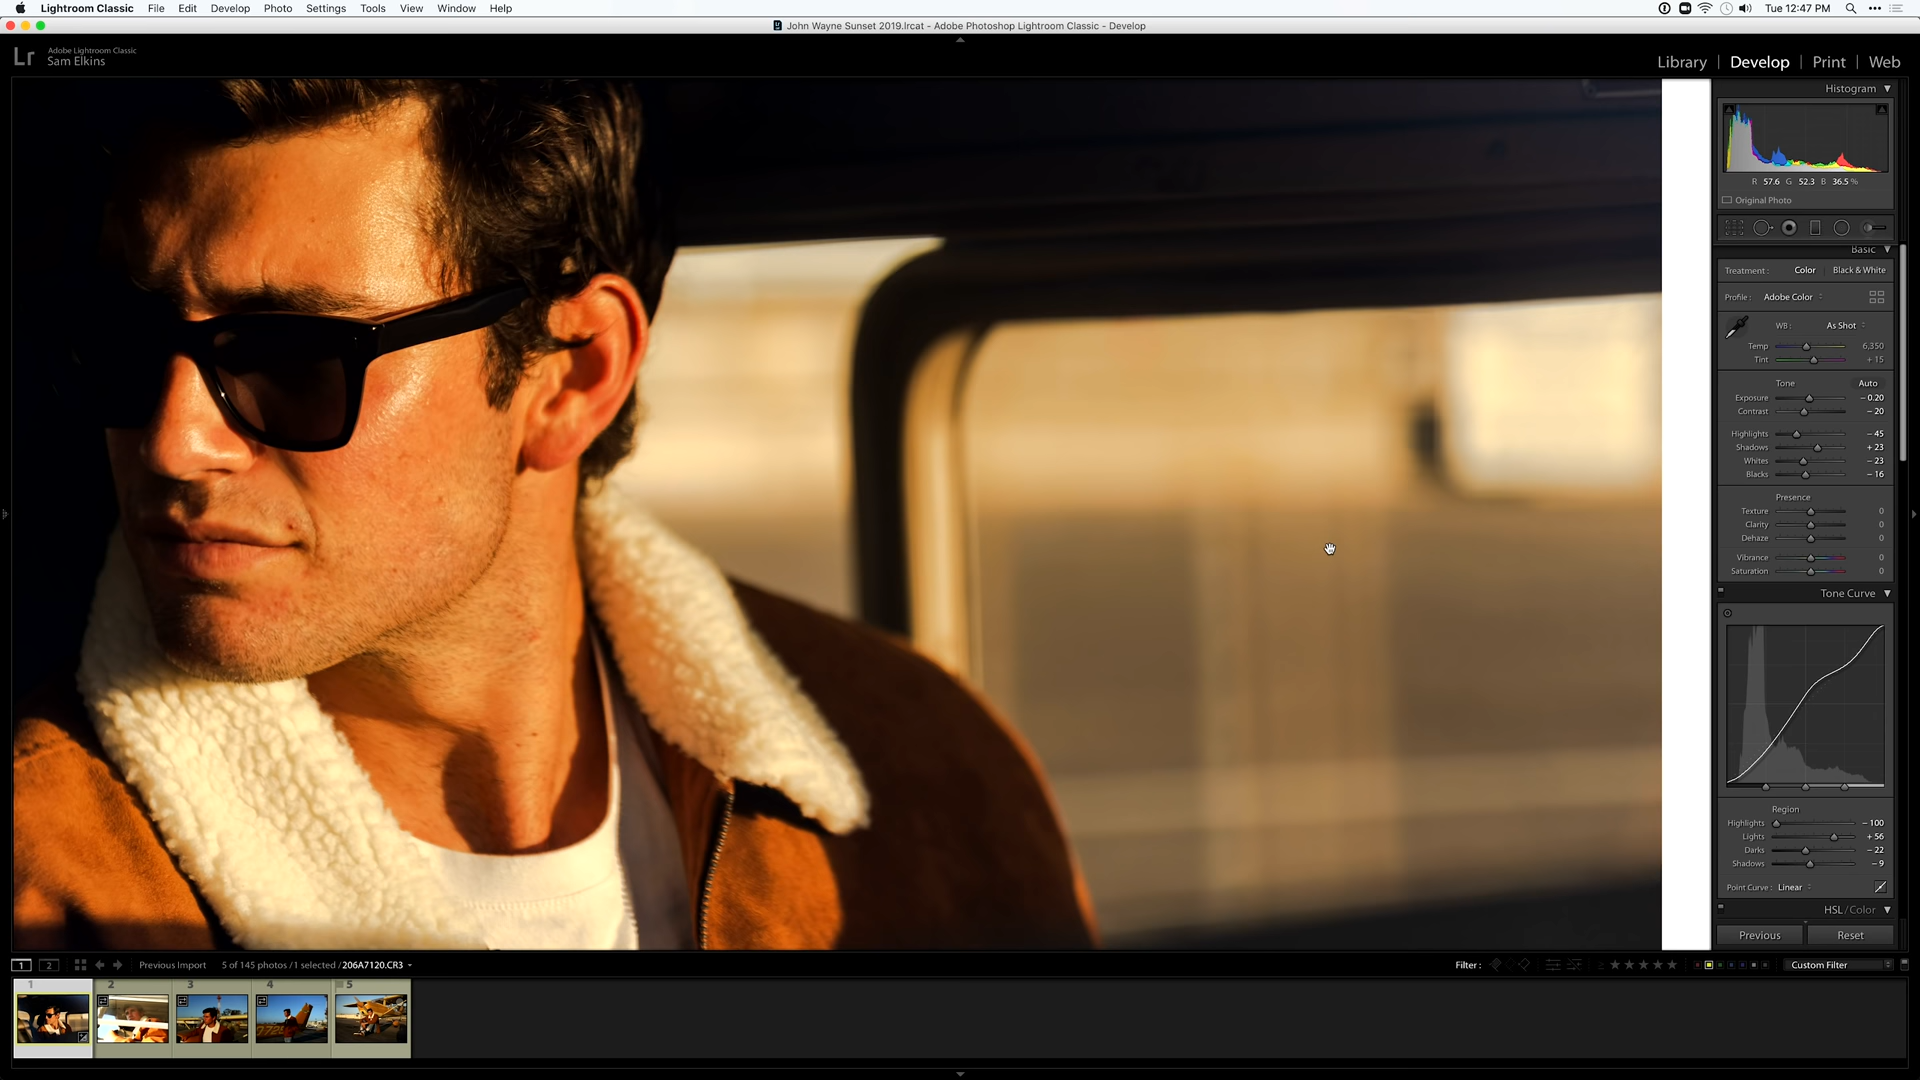 Lightroom Classic File Edit Develop Photo Settings Tools View Window Help
Tue 12:47 PM
John Wayne Sunset 2019.lrcat - Adobe Photoshop Lightroom Classic - Develop
Lr
Adobe Lightroom Classic
Sam Elkins
Library | Develop | Print | Web
Histogram
R 57.6 G 52.3 B 36.5 %
Original Photo
Basic
Treatment : Color Black & White
Profile : Adobe Color
WB : As Shot
Temp 6,350
Tint + 15
Tone Auto
Exposure − 0.20
Contrast − 20
Highlights − 45
Shadows + 23
Whites − 23
Blacks − 16
Presence
Texture 0
Clarity 0
Dehaze 0
Vibrance 0
Saturation 0
Tone Curve
Region
Highlights − 100
Lights + 56
Darks − 22
Shadows − 9
Point Curve : Linear
HSL / Color
Previous Reset
1 2 Previous Import 5 of 145 photos / 1 selected / 206A7120.CR3
Filter : Custom Filter
1 2 3 4 5